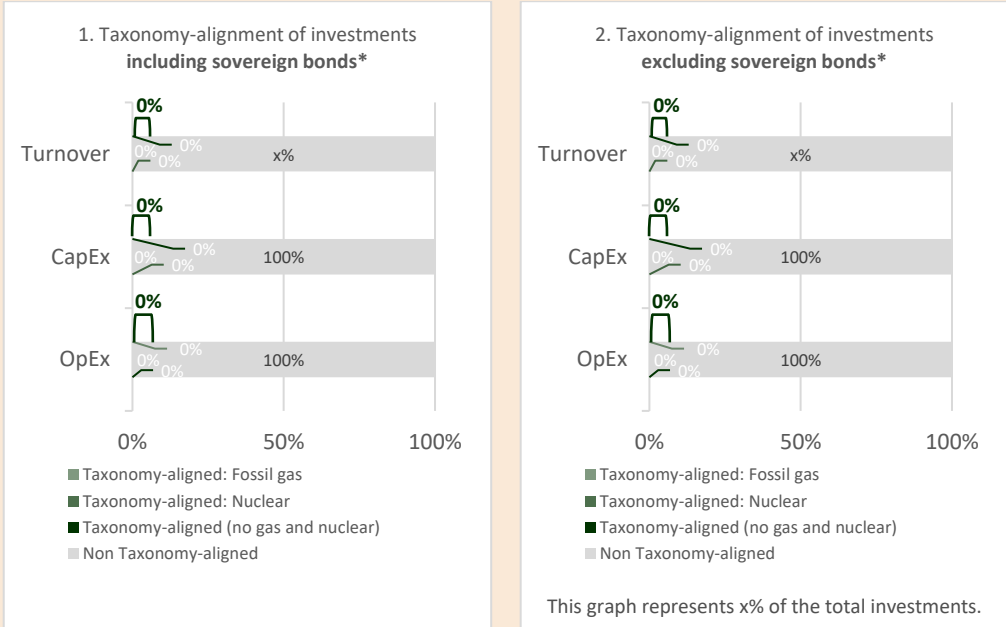 1. Taxonomy-alignment of investments
including sovereign bonds*
0%
Turnover
0%
0%
x%
0%
0%
CapEx
0%
0%
100%
0%
0%
OpEx
0%
0%
100%
0%
0%
50%
100%
Taxonomy-aligned: Fossil gas
Taxonomy-aligned: Nuclear
Taxonomy-aligned (no gas and nuclear)
Non Taxonomy-aligned
2. Taxonomy-alignment of investments
excluding sovereign bonds*
0%
Turnover
0%
0%
x%
0%
0%
CapEx
0%
0%
100%
0%
0%
OpEx
0%
0%
100%
0%
0%
50%
100%
Taxonomy-aligned: Fossil gas
Taxonomy-aligned: Nuclear
Taxonomy-aligned (no gas and nuclear)
Non Taxonomy-aligned
This graph represents x% of the total investments.